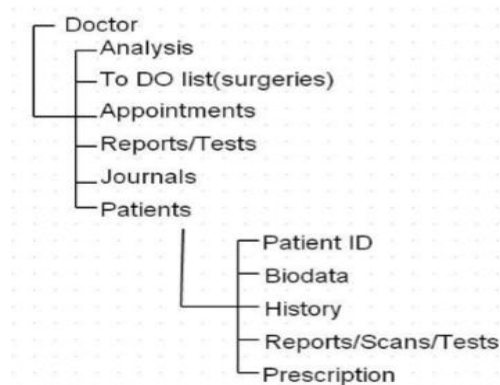 Doctor
Analysis
To DO list(surgeries)
Appointments
Reports/Tests
Journals
Patients
Patient ID
Biodata
History
Reports/Scans/Tests
Prescription